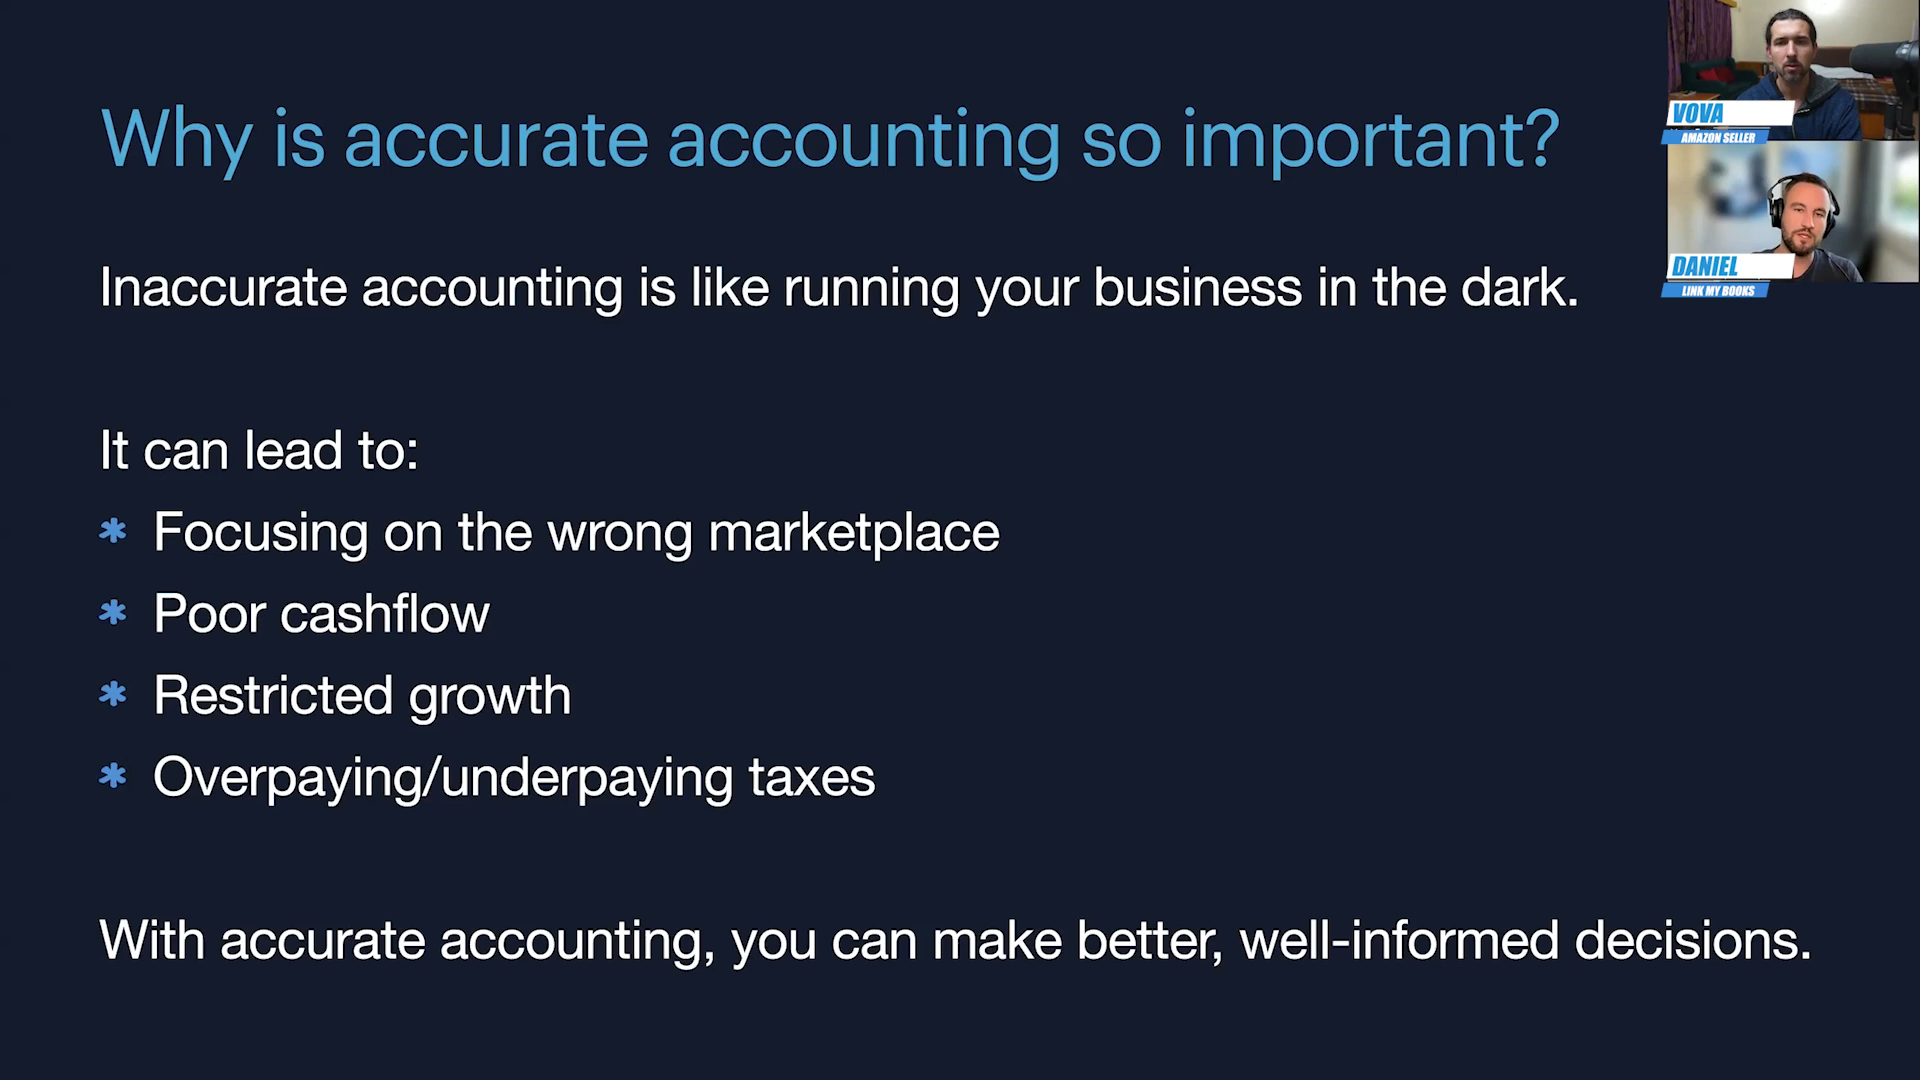 Why is accurate accounting so important?
Inaccurate accounting is like running your business in the dark.
It can lead to:
* Focusing on the wrong marketplace
* Poor cashflow
* Restricted growth
* Overpaying/underpaying taxes
With accurate accounting, you can make better, well-informed decisions.
VOVA
AMAZON SELLER
DANIEL
LINK MY BOOKS